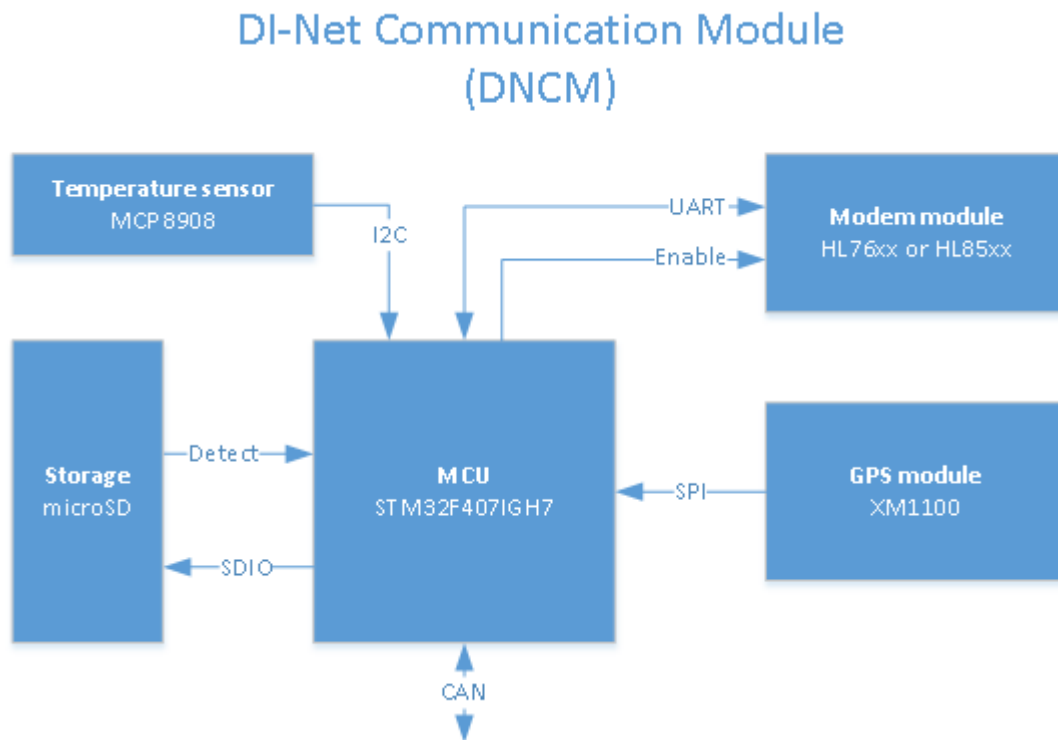 DI-Net Communication Module
(DNCM)
Temperature sensor
MCP8908
I2C
UART
Enable
Modem module
HL76xx or HL85xx
Storage
microSD
Detect
SDIO
MCU
STM32F407IGH7
SPI
GPS module
XM1100
CAN